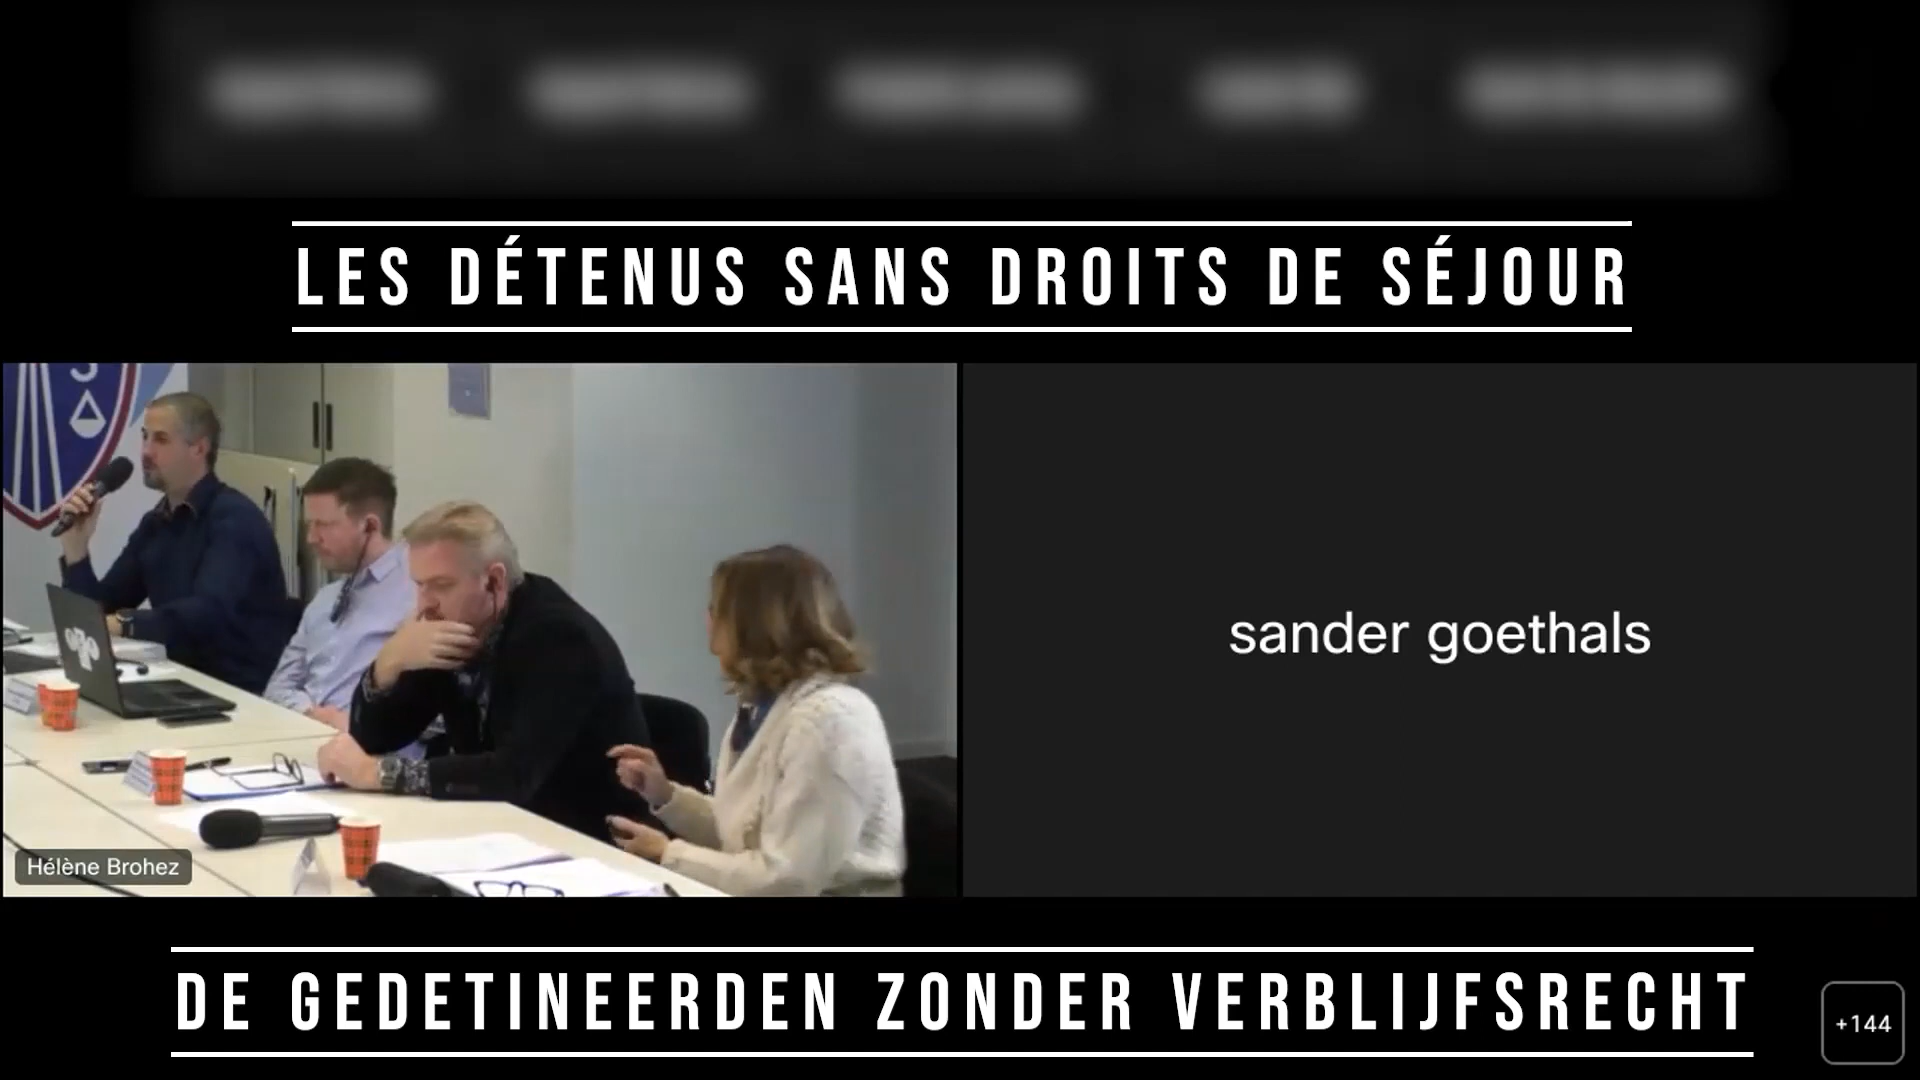 LES DÉTENUS SANS DROITS DE SÉJOUR
sander goethals
Hélène Brohez
DE GEDETINEERDEN ZONDER VERBLIJFSRECHT
+144